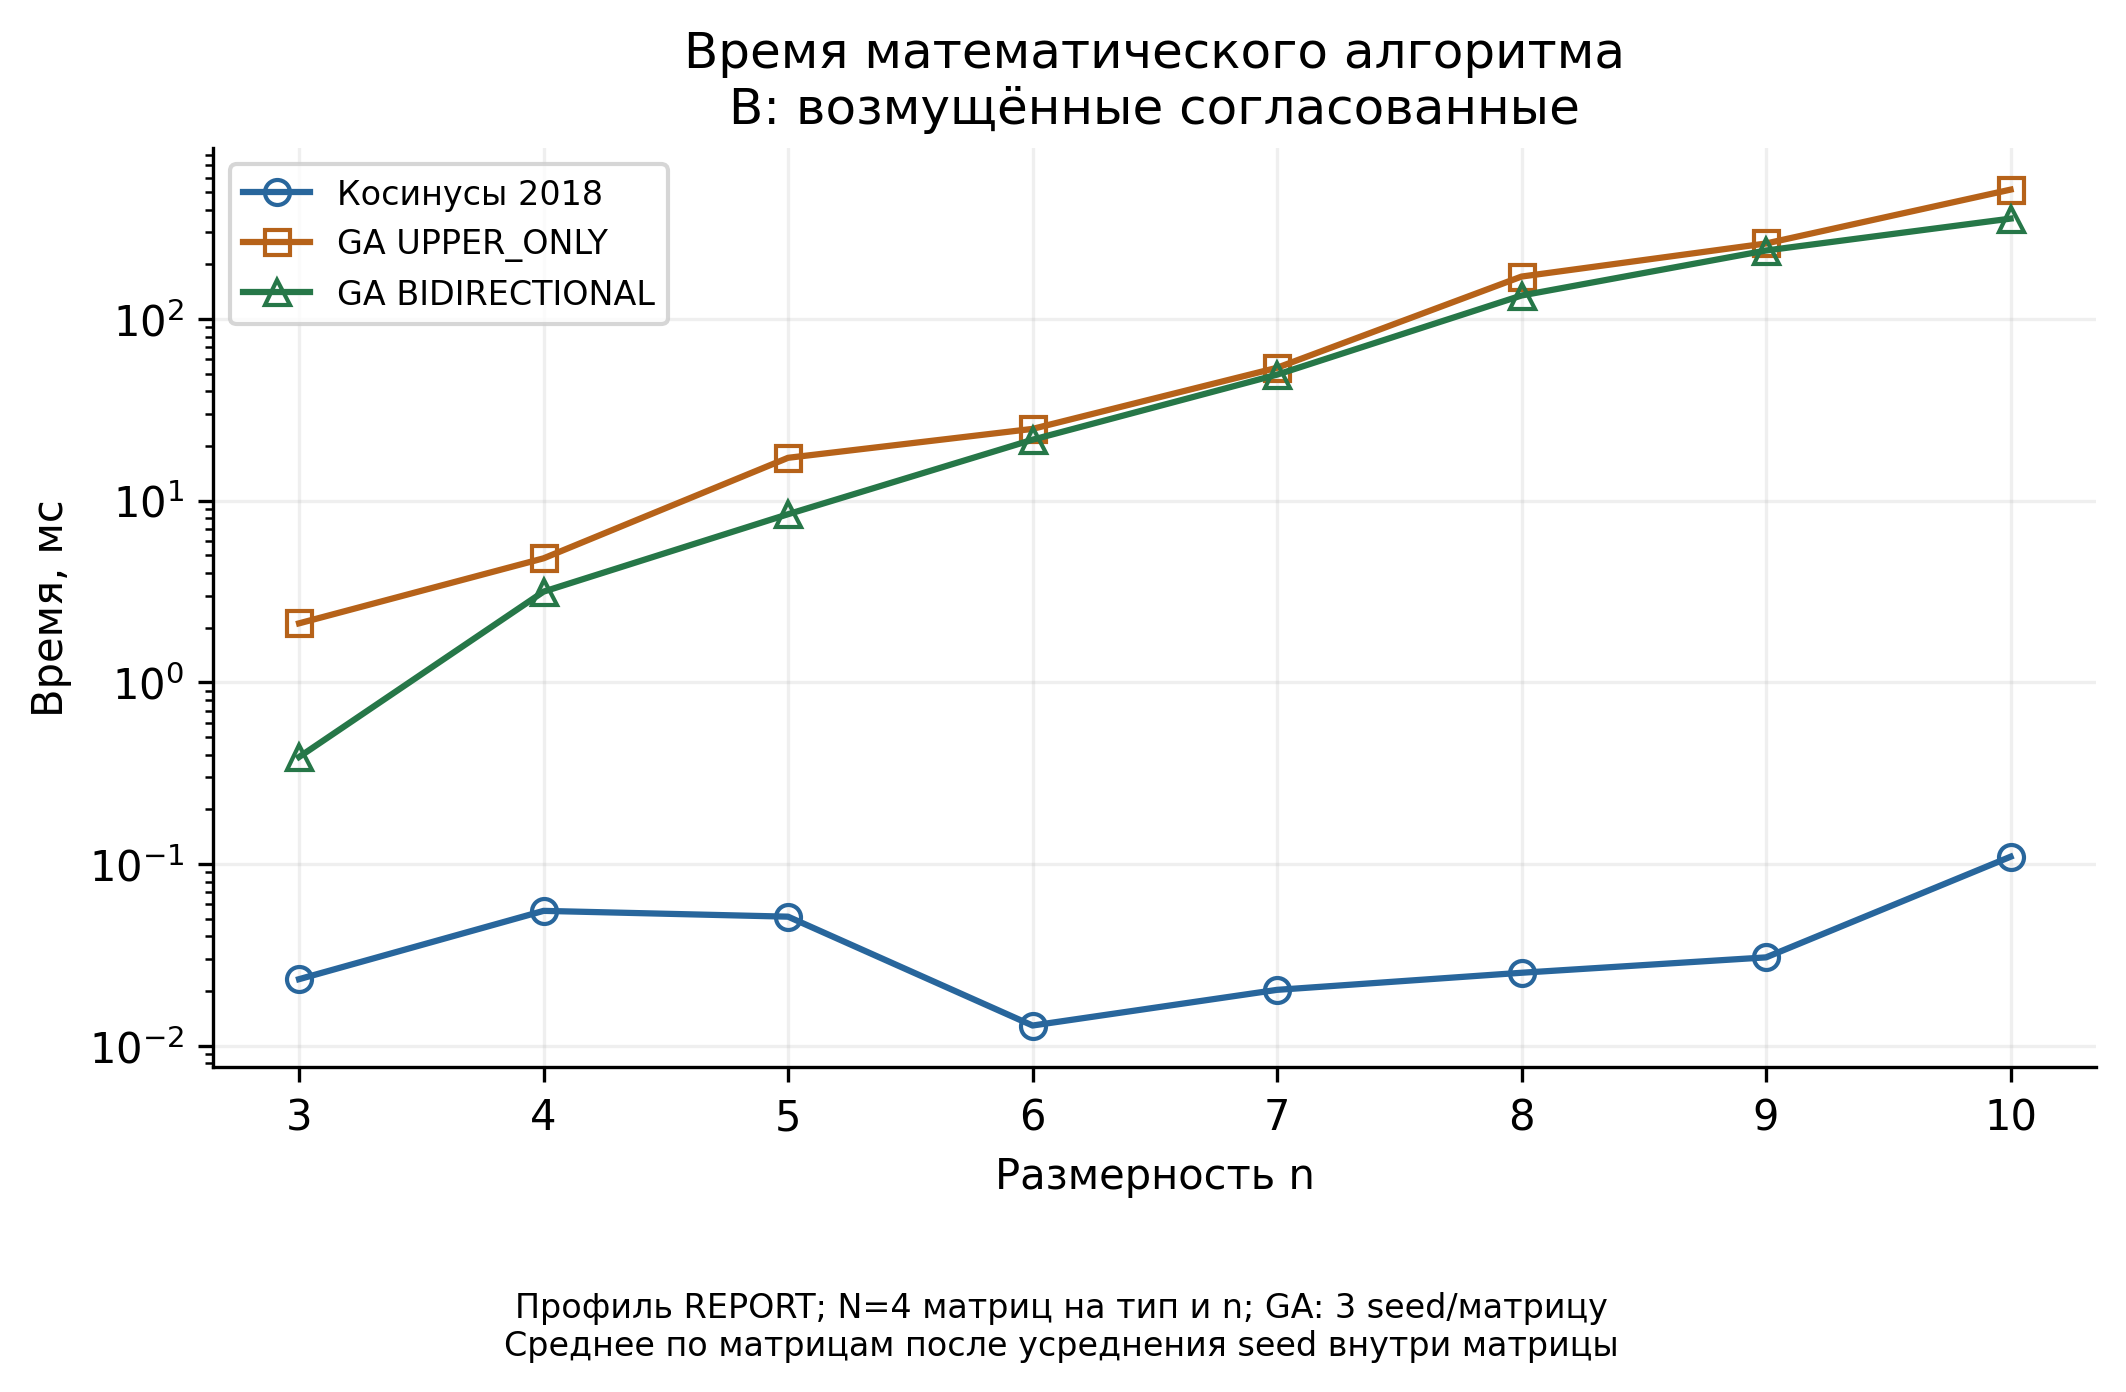 Время математического алгоритма
B: возмущённые согласованные
Косинусы 2018
GA UPPER_ONLY
GA BIDIRECTIONAL
Время, мс
10²
10¹
10⁰
10⁻¹
10⁻²
3 4 5 6 7 8 9 10
Размерность n
Профиль REPORT; N=4 матриц на тип и n; GA: 3 seed/матрицу
Среднее по матрицам после усреднения seed внутри матрицы